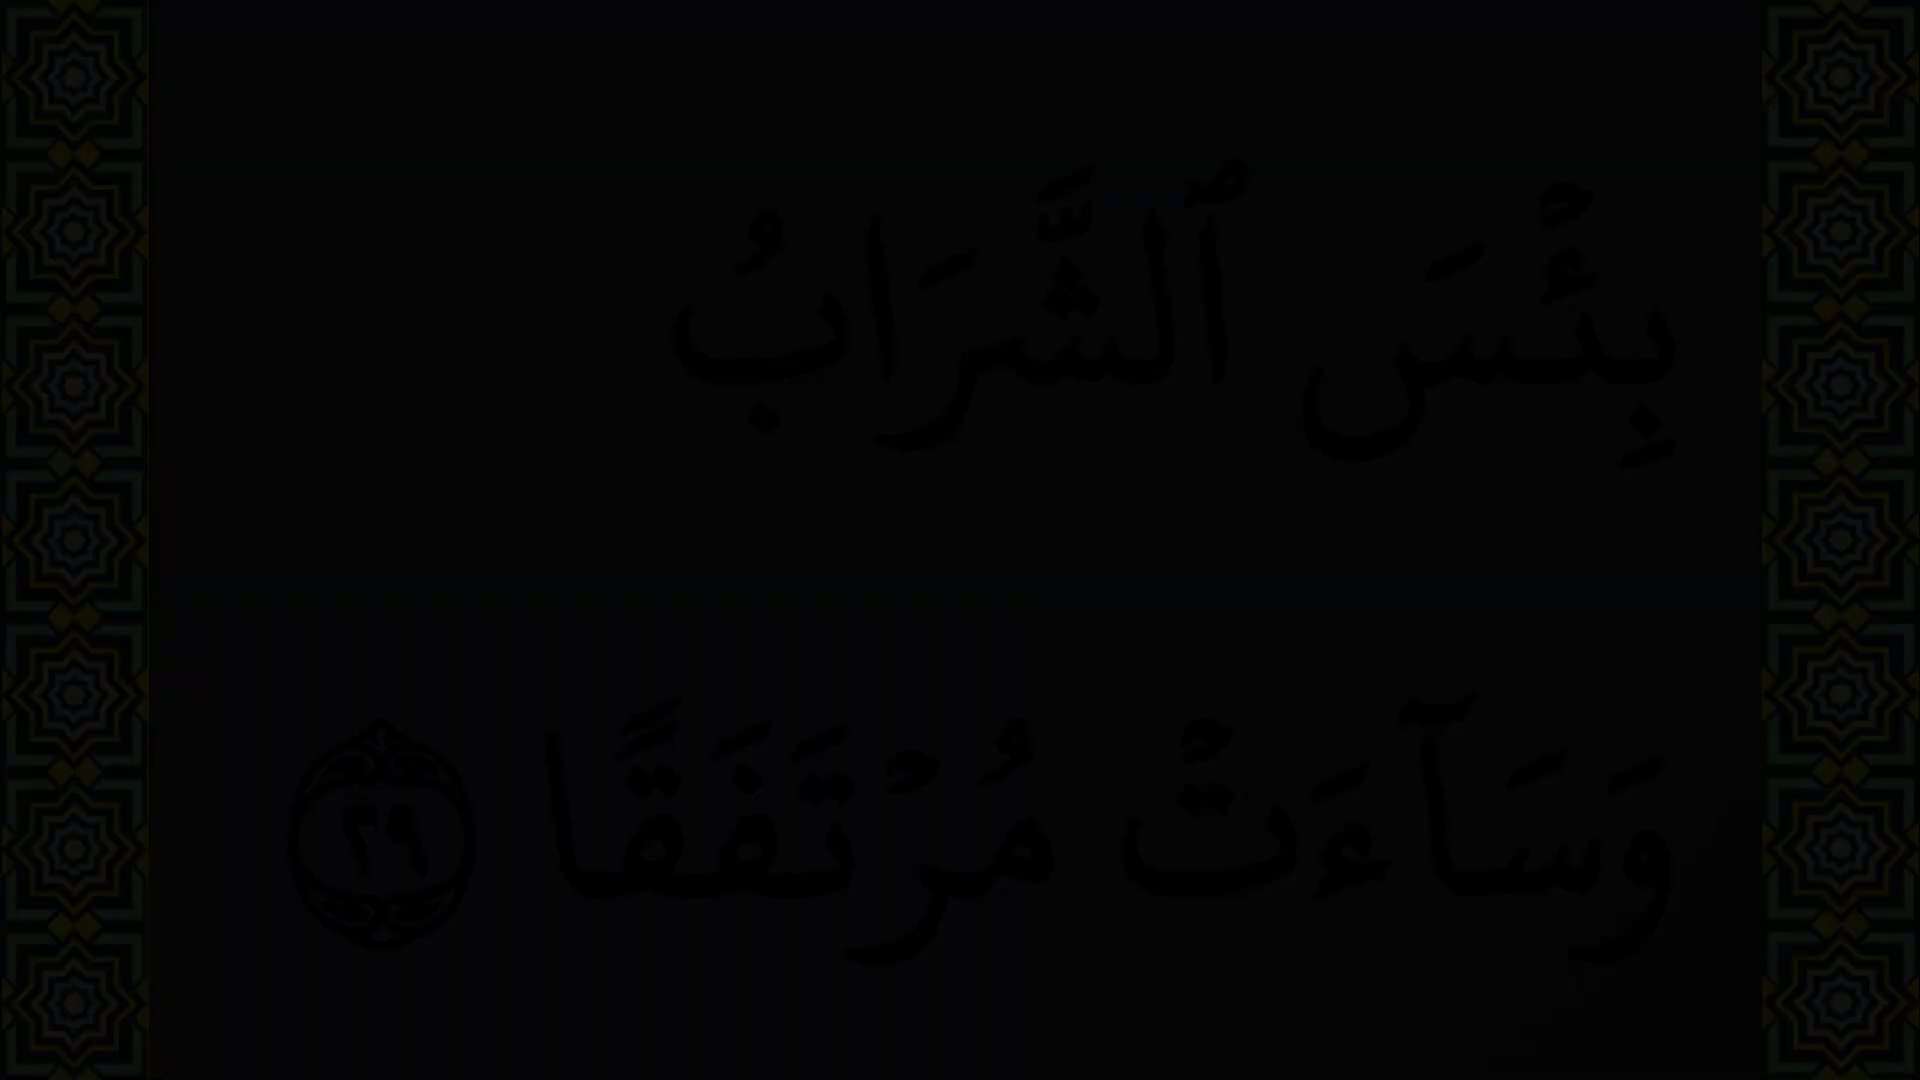 بِئْسَ ٱلشَّرَابُ
وَسَآءَتْ مُرْتَفَقًا ٢٩